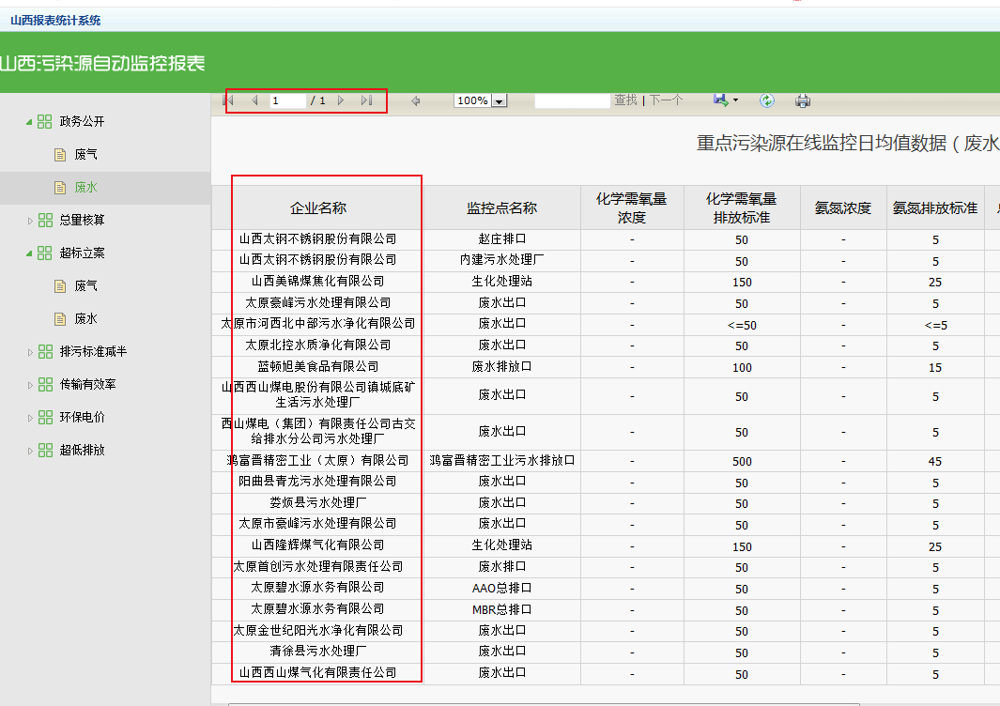 山西报表统计系统
山西污染源自动监控报表
1 / 1 100% 查找 | 下一个
政务公开
废气
废水
总量核算
超标立案
废气
废水
排污标准减半
传输有效率
环保电价
超低排放
重点污染源在线监控日均值数据（废水
企业名称 监控点名称 化学需氧量 浓度 化学需氧量 排放标准 氨氮浓度 氨氮排放标准
山西太钢不锈钢股份有限公司 赵庄排口 - 50 - 5
山西太钢不锈钢股份有限公司 内建污水处理厂 - 50 - 5
山西美锦煤焦化有限公司 生化处理站 - 150 - 25
太原豪峰污水处理有限公司 废水出口 - 50 - 5
太原市河西北中部污水净化有限公司 废水出口 - <=50 - <=5
太原北控水质净化有限公司 废水出口 - 50 - 5
蓝顿旭美食品有限公司 废水排放口 - 100 - 15
山西西山煤电股份有限公司镇城底矿
生活污水处理厂 废水出口 - 50 - 5
西山煤电（集团）有限责任公司古交
给排水分公司污水处理厂 废水出口 - 50 - 5
鸿富晋精密工业（太原）有限公司 鸿富晋精密工业污水排放口 - 500 - 45
阳曲县青龙污水处理有限公司 废水出口 - 50 - 5
娄烦县污水处理厂 废水出口 - 50 - 5
太原市豪峰污水处理有限公司 废水出口 - 50 - 5
山西隆辉煤气化有限公司 生化处理站 - 150 - 25
太原首创污水处理有限责任公司 废水排口 - 50 - 5
太原碧水源水务有限公司 AAO总排口 - 50 - 5
太原碧水源水务有限公司 MBR总排口 - 50 - 5
太原金世纪阳光水净化有限公司 废水出口 - 50 - 5
清徐县污水处理厂 废水出口 - 50 - 5
山西西山煤气化有限责任公司 废水出口 - 50 - 5